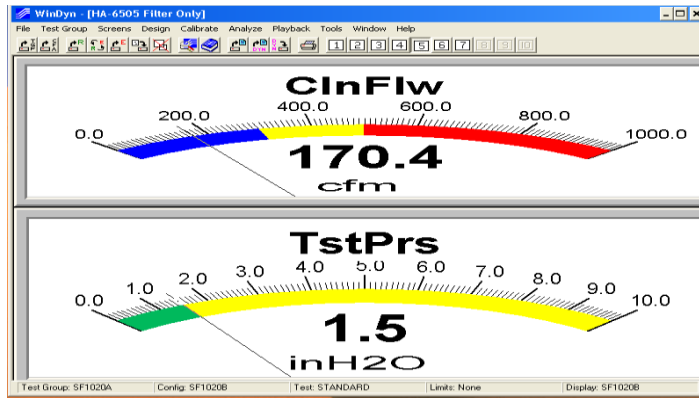 WinDyn - [HA-6505 Filter Only]
File Test Group Screens Design Calibrate Analyze Playback Tools Window Help
1 2 3 4 5 6 7 8 9 10
ClnFlw
0.0 200.0 400.0 600.0 800.0 1000.0
170.4
cfm
TstPrs
0.0 1.0 2.0 3.0 4.0 5.0 6.0 7.0 8.0 9.0 10.0
1.5
inH2O
Test Group: SF1020A Config: SF1020B Test: STANDARD Limits: None Display: SF1020B